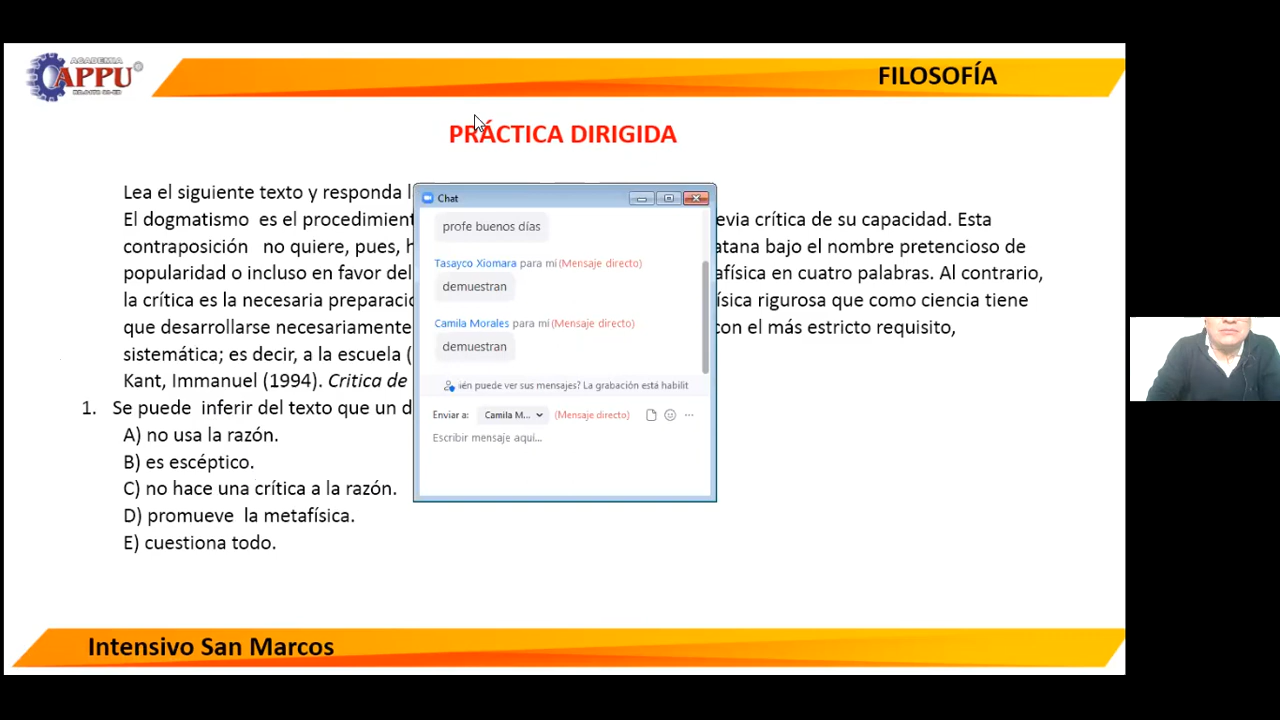 ACADEMIA
APPU
FILOSOFÍA
PRÁCTICA DIRIGIDA
Lea el siguiente texto y responda l
El dogmatismo es el procedimient
evia crítica de su capacidad. Esta
contraposición no quiere, pues, h
atana bajo el nombre pretencioso de
popularidad o incluso en favor del
afísica en cuatro palabras. Al contrario,
la crítica es la necesaria preparació
ísica rigurosa que como ciencia tiene
que desarrollarse necesariamente
con el más estricto requisito,
sistemática; es decir, a la escuela (
Kant, Immanuel (1994). Critica de
1. Se puede inferir del texto que un d
A) no usa la razón.
B) es escéptico.
C) no hace una crítica a la razón.
D) promueve la metafísica.
E) cuestiona todo.
Chat
profe buenos días
Tasayco Xiomara para mí (Mensaje directo)
demuestran
Camila Morales para mí (Mensaje directo)
demuestran
ién puede ver sus mensajes? La grabación está habilit
Enviar a: Camila M... (Mensaje directo) ...
Escribir mensaje aquí...
Intensivo San Marcos